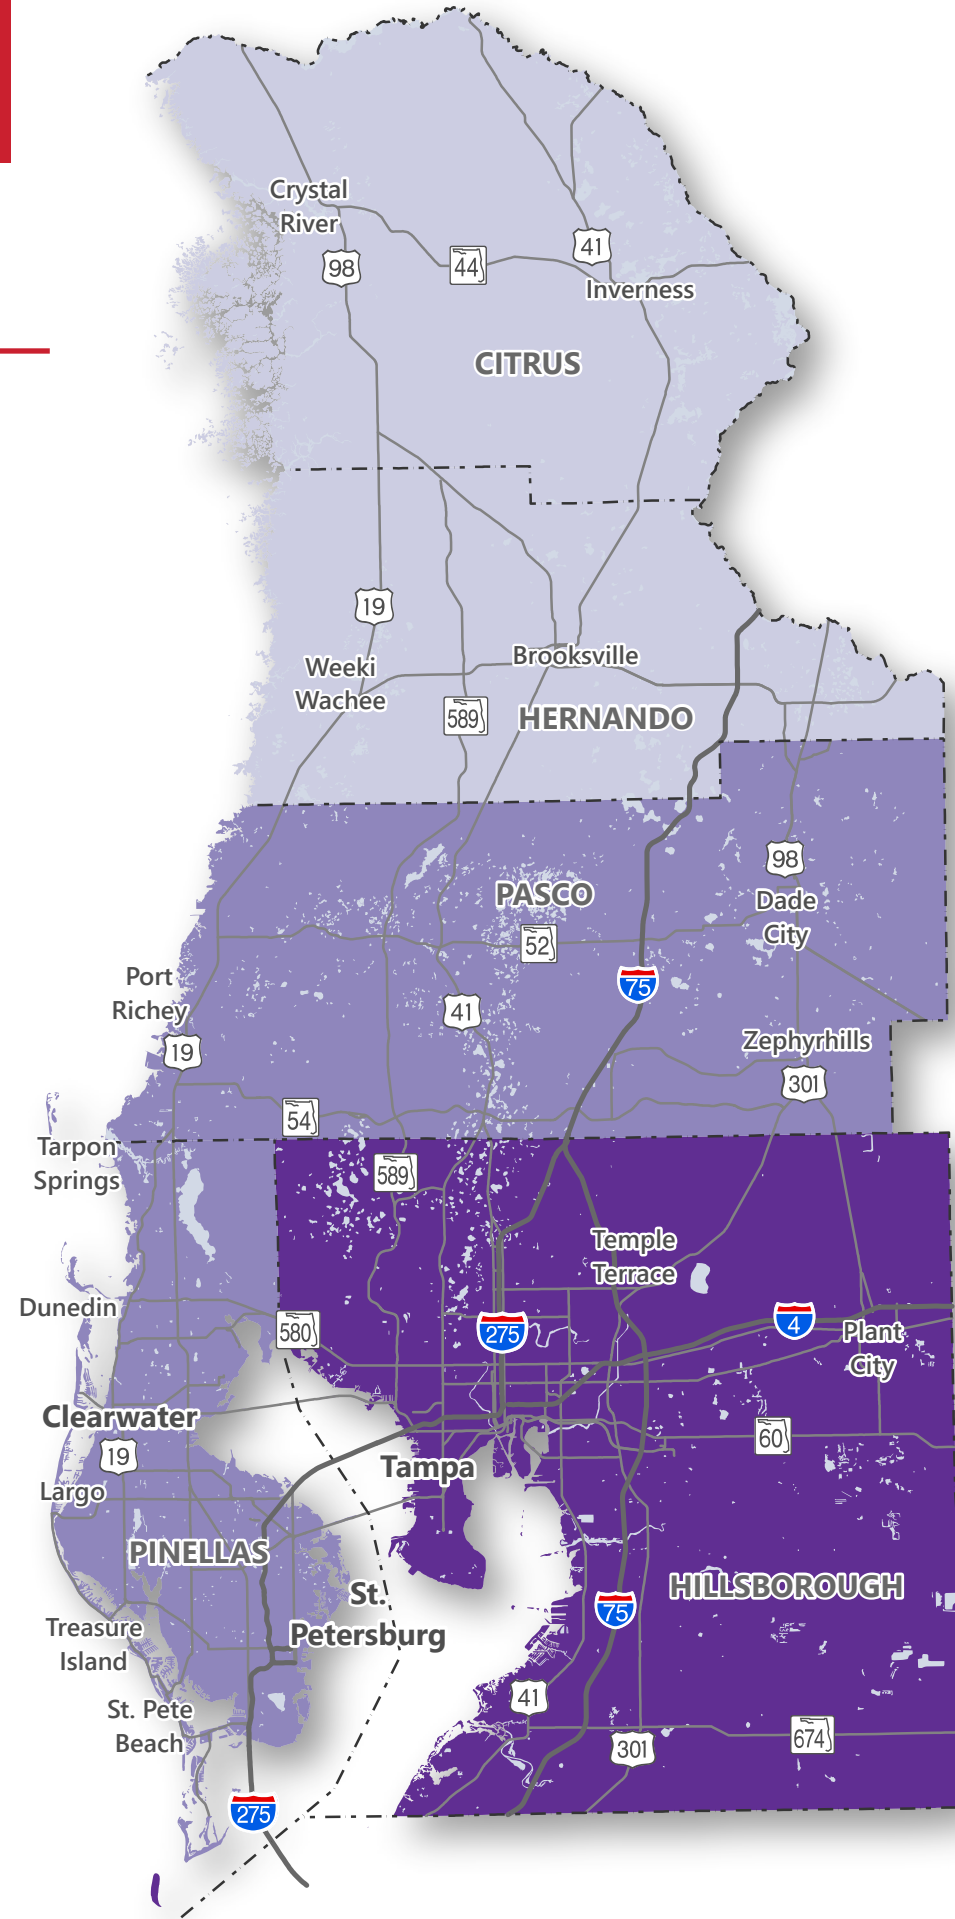 Crystal
River
98
44
41
Inverness
CITRUS
19
Weeki
Wachee
Brooksville
589
HERNANDO
98
PASCO
Dade
City
52
Port
Richey
75
41
19
Zephyrhills
301
54
Tarpon
Springs
589
Temple
Terrace
Dunedin
580
275
4
Plant
City
Clearwater
19
60
Tampa
Largo
PINELLAS
St.
Petersburg
HILLSBOROUGH
75
Treasure
Island
41
St. Pete
Beach
301
674
275